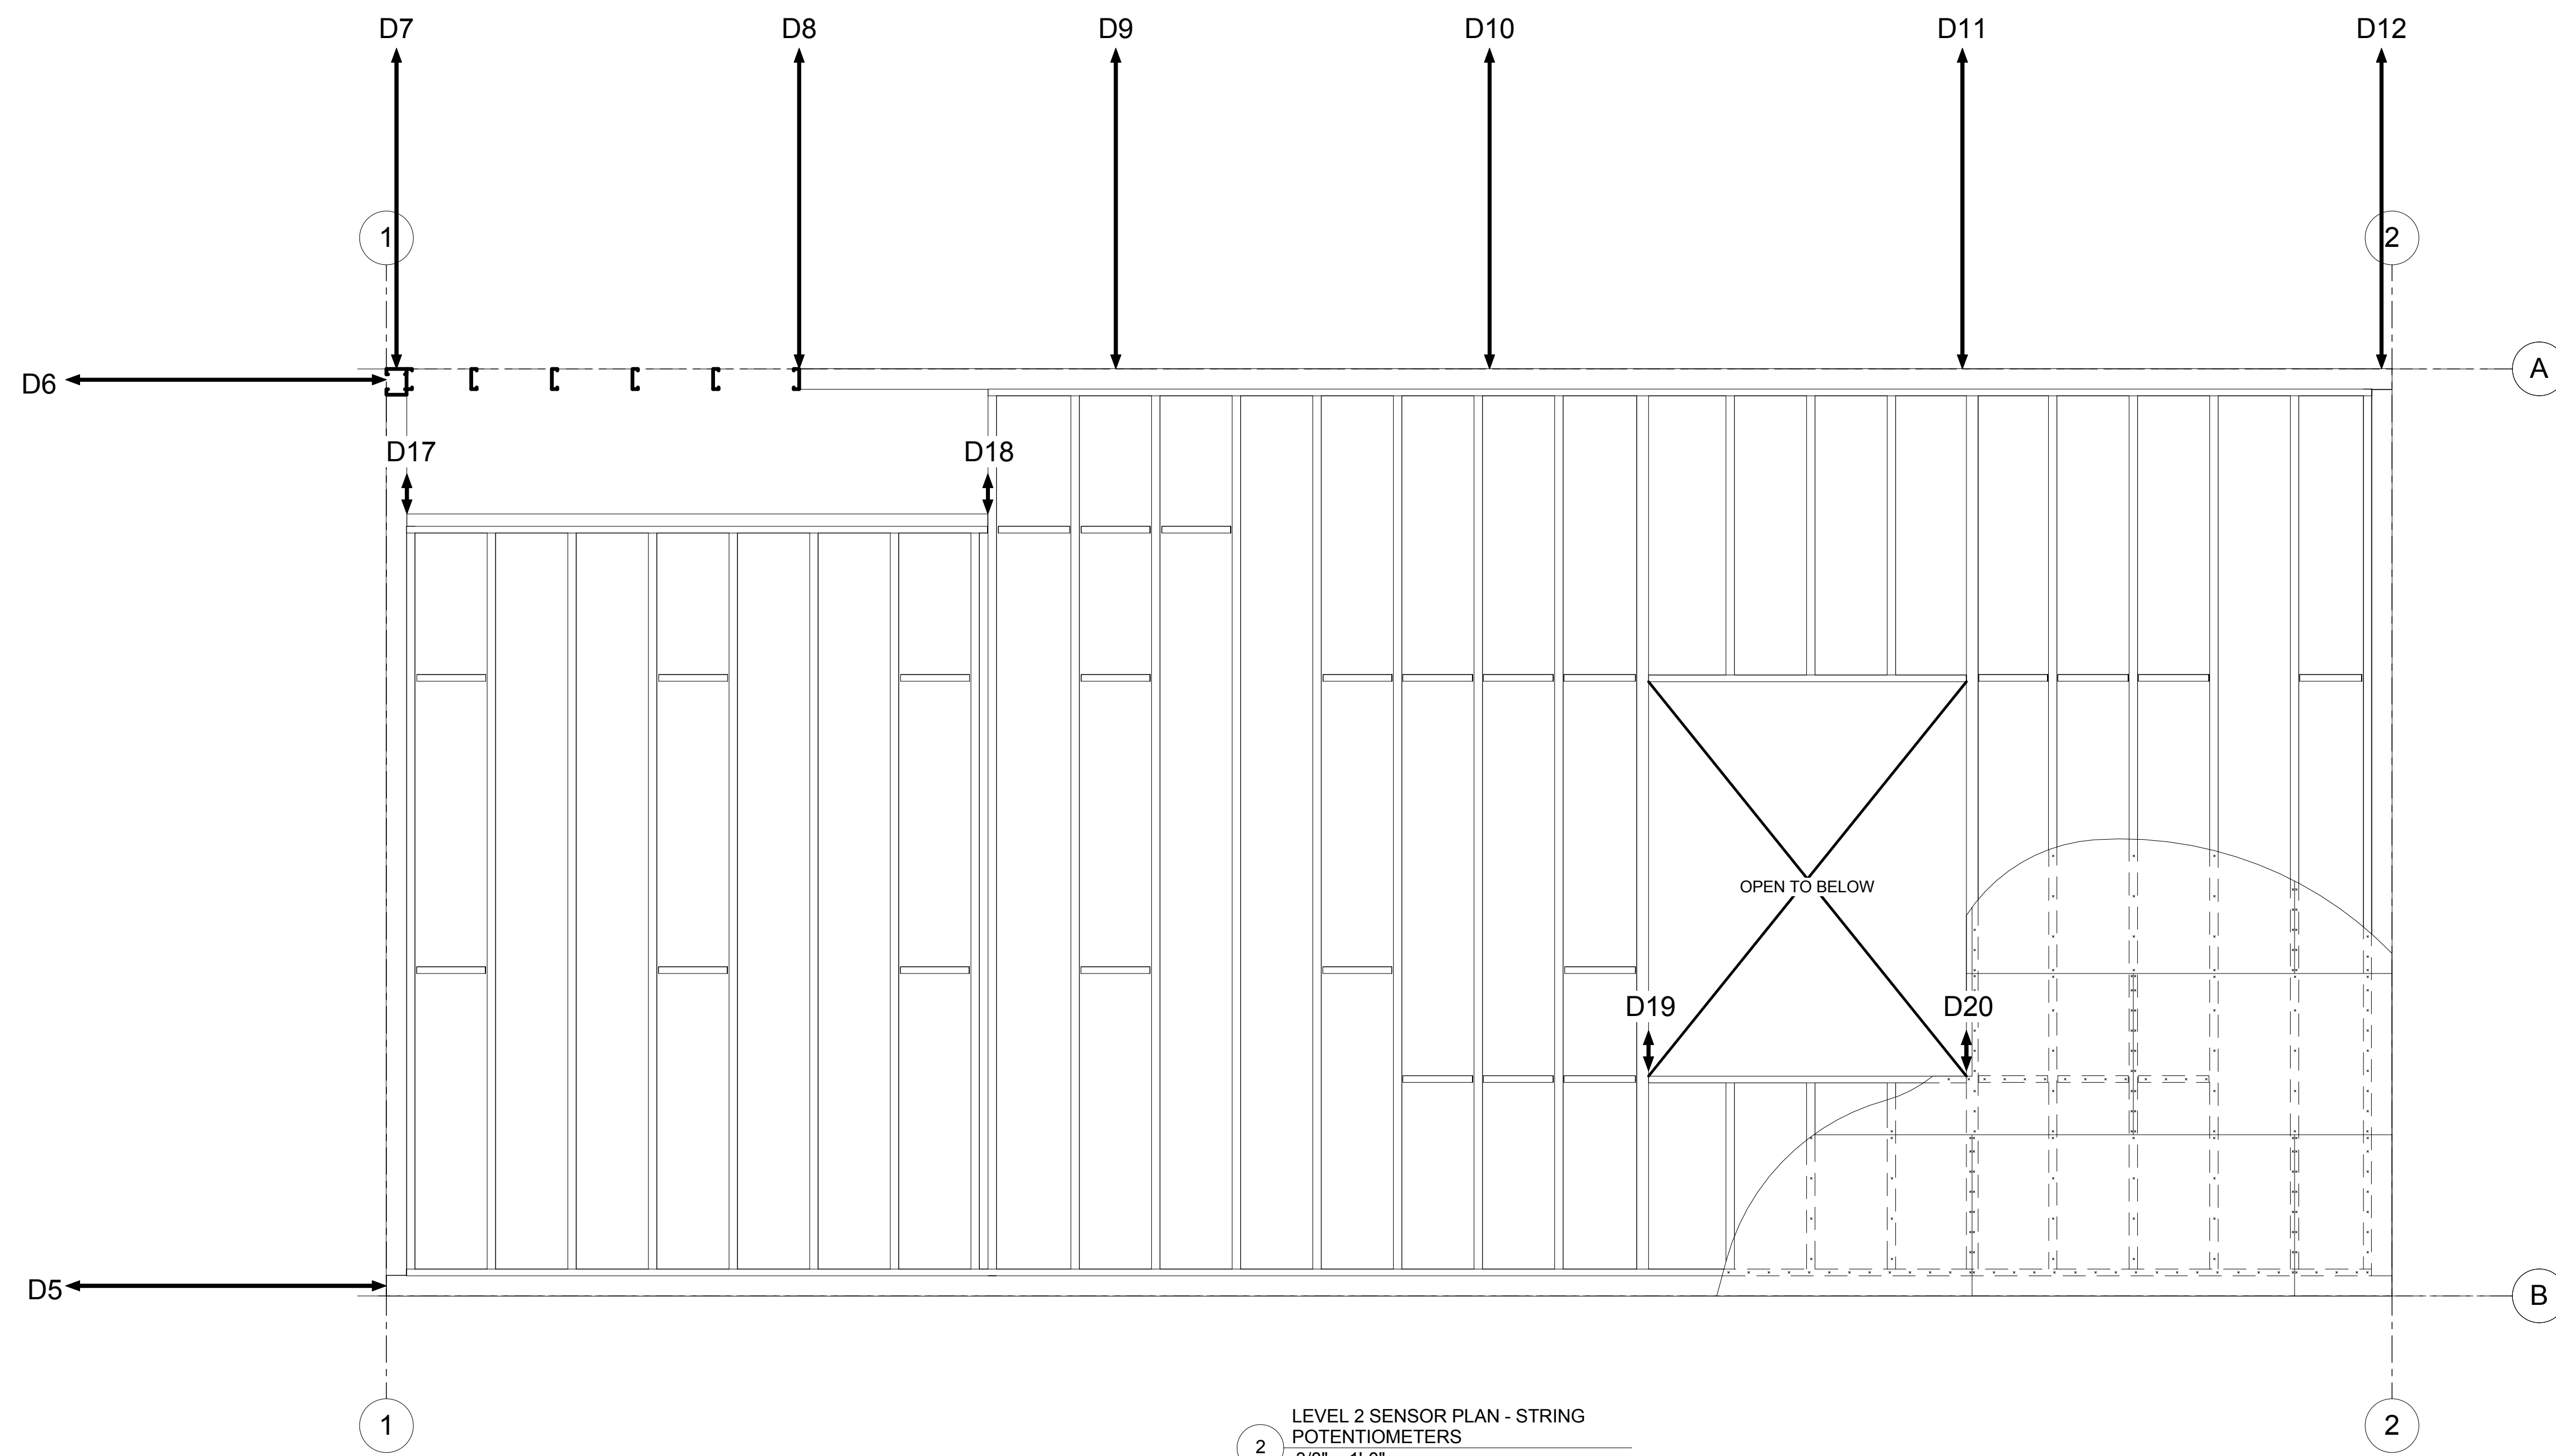 D7
D8
D9
D10
D11
D12
1
2
A
D6
D17
D18
OPEN TO BELOW
D19
D20
D5
B
1
2
LEVEL 2 SENSOR PLAN - STRING
POTENTIOMETERS
2